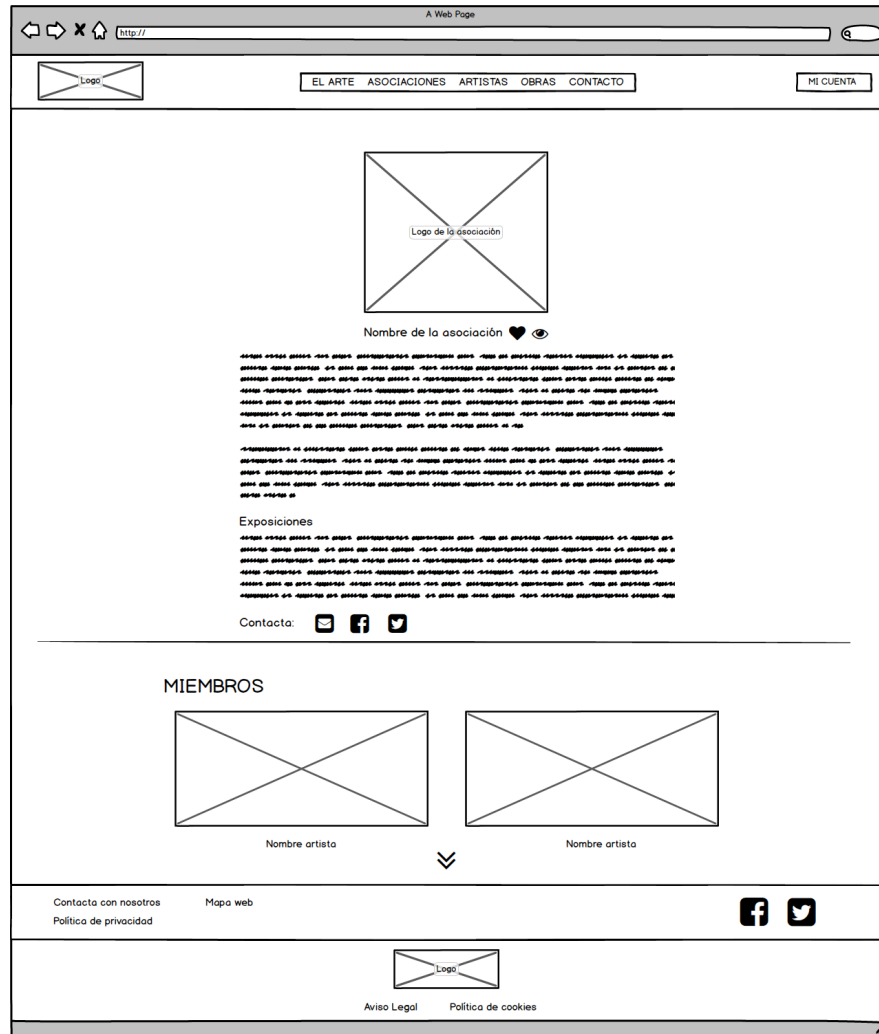 A Web Page
http://
Logo
EL ARTE ASOCIACIONES ARTISTAS OBRAS CONTACTO
MI CUENTA
Logo de la asociación
Nombre de la asociación
Exposiciones
Contacta:
MIEMBROS
Nombre artista
Nombre artista
Contacta con nosotros
Mapa web
Política de privacidad
Logo
Aviso Legal
Política de cookies